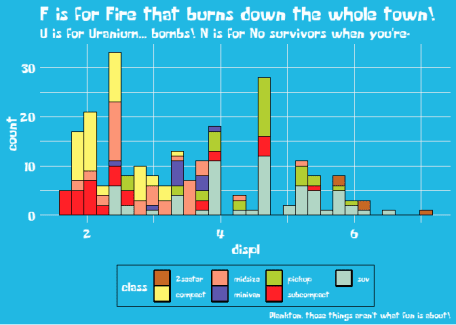 F is for Fire that burns down the whole town!
U is for Uranium... bombs! N is for No survivors when you're-
30
20
10
0
count
2
4
6
displ
class
2seater
midsize
pickup
suv
compact
minivan
subcompact
Plankton, those things aren't what fun is about!